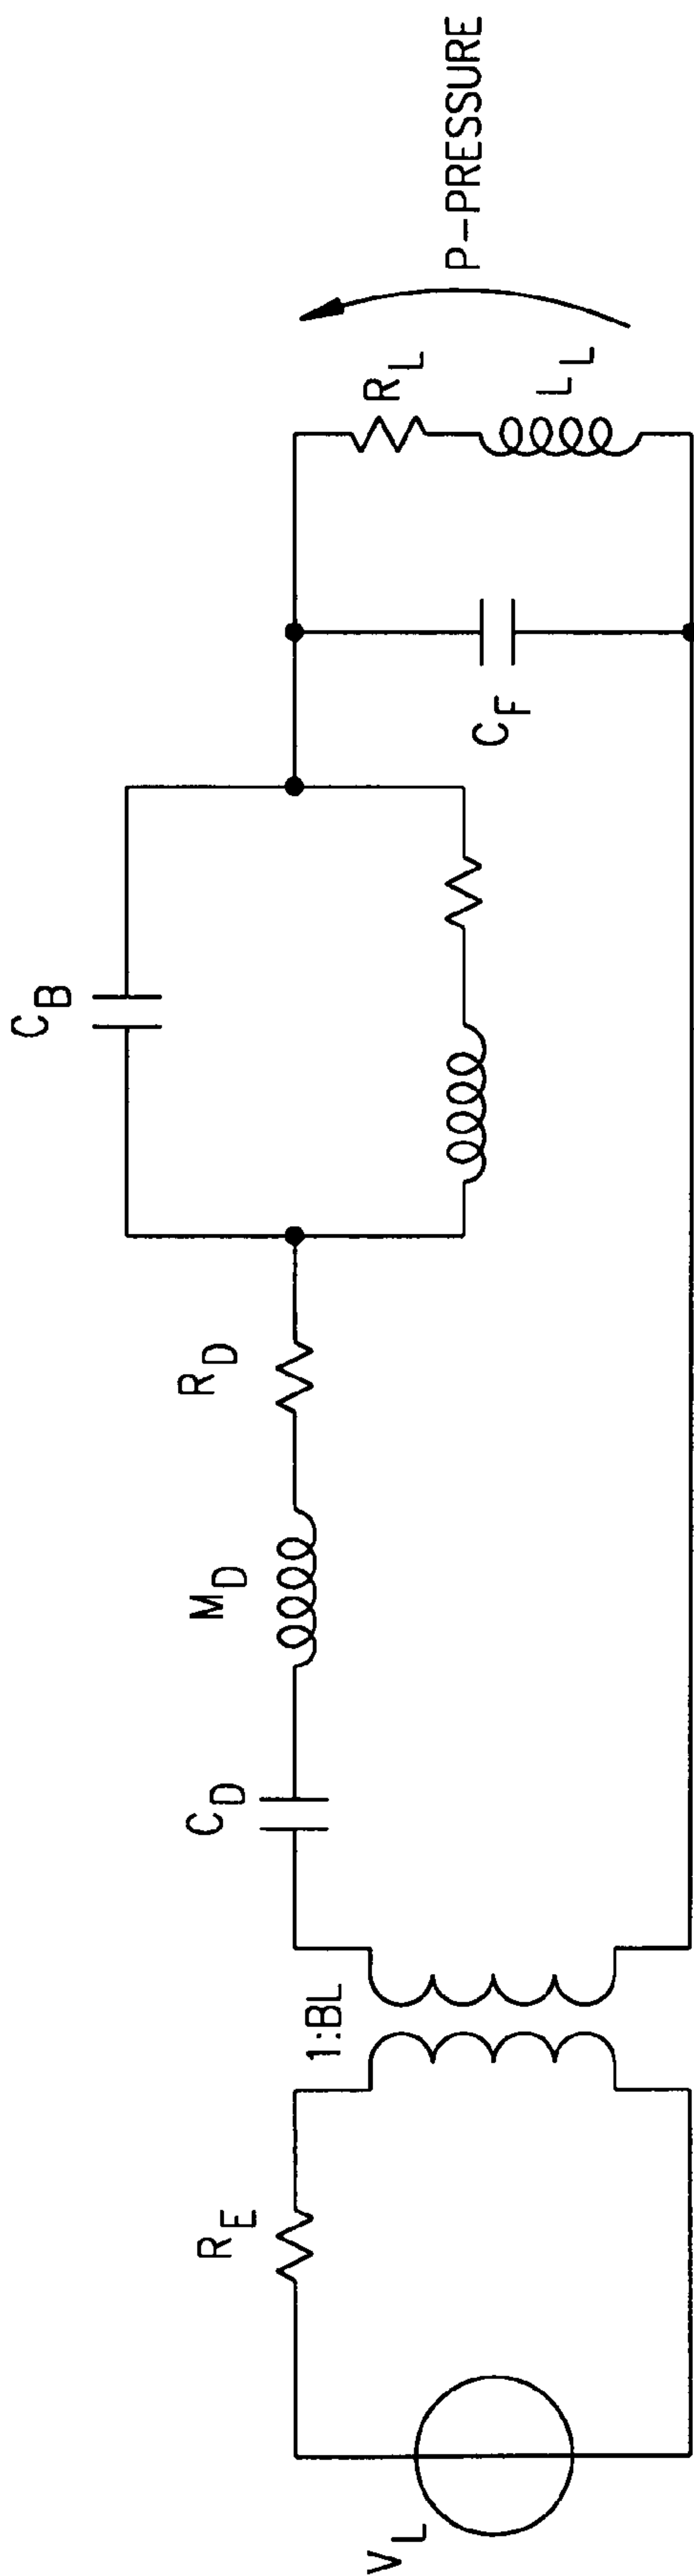 V_L
R_E
1:BL
C_D
M_D
R_D
C_B
C_F
R_L
L_L
P-PRESSURE